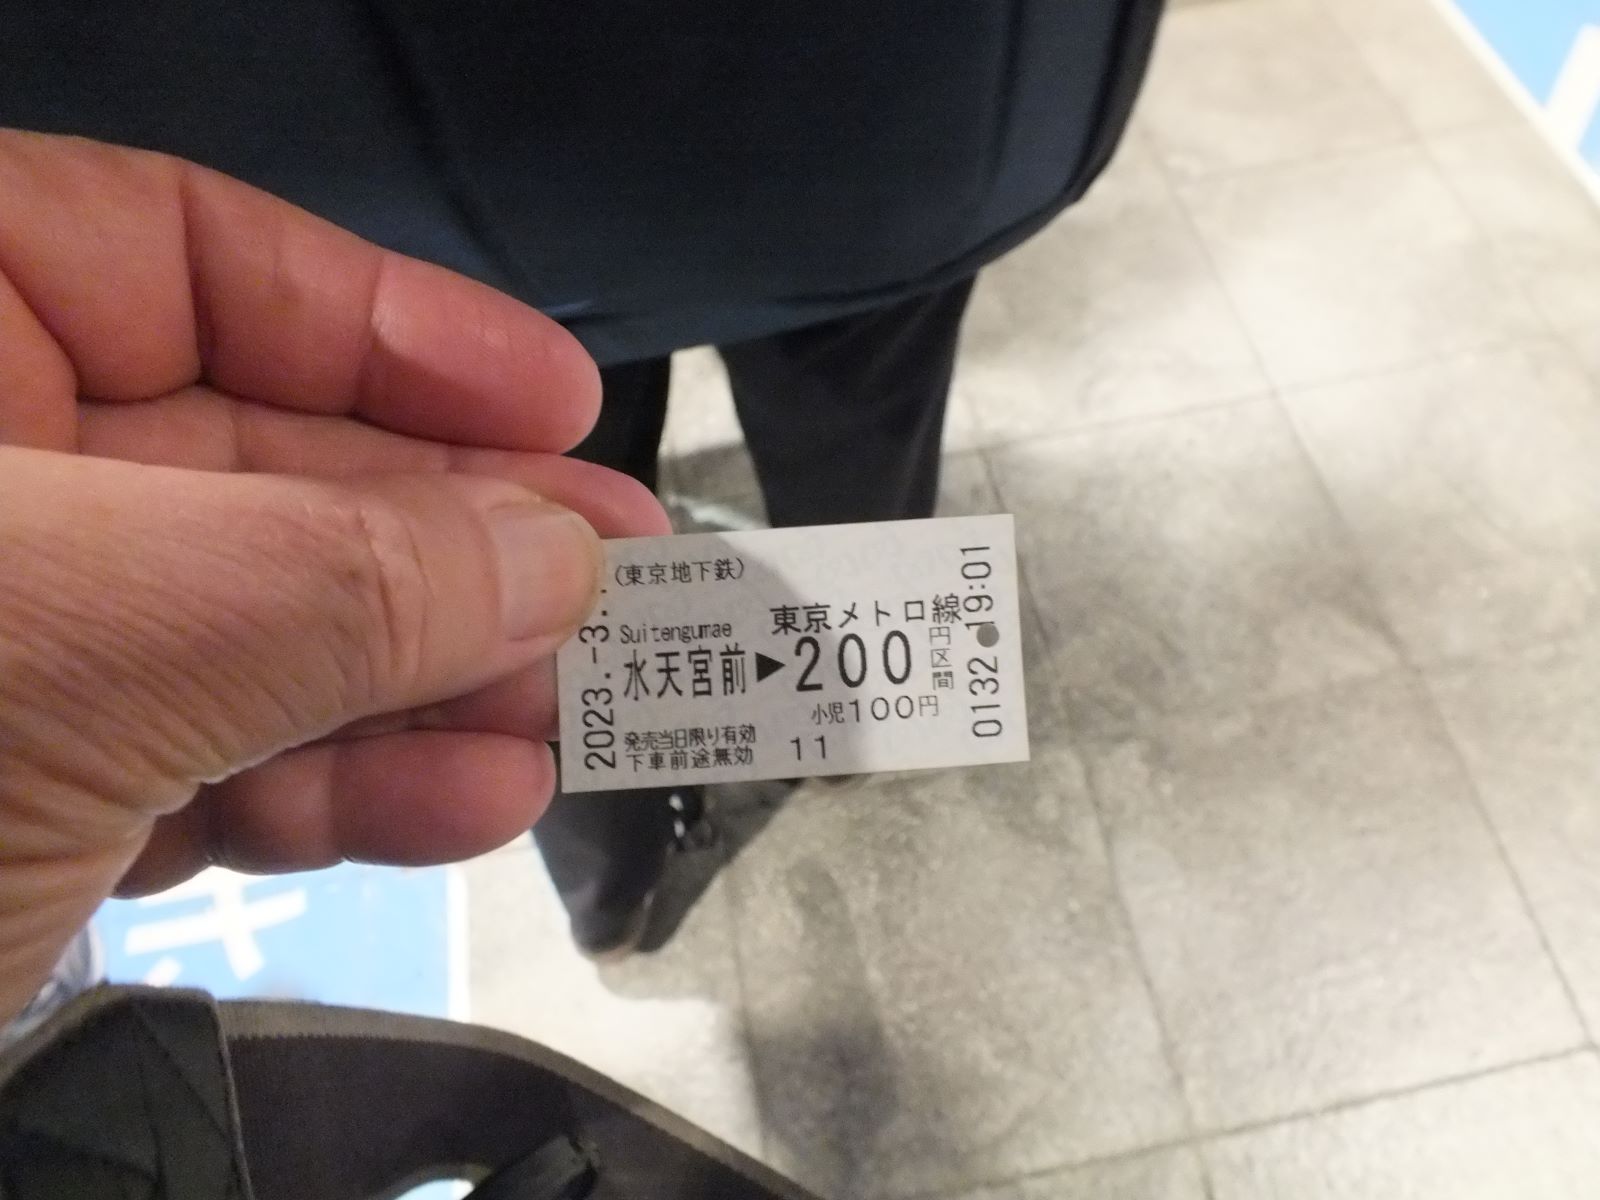 (東京地下鉄)
東京メトロ線
Suitengumae
水天宮前▶200円区間
小児100円
発売当日限り有効
下車前途無効 11
2023.-3.
0132●19:01